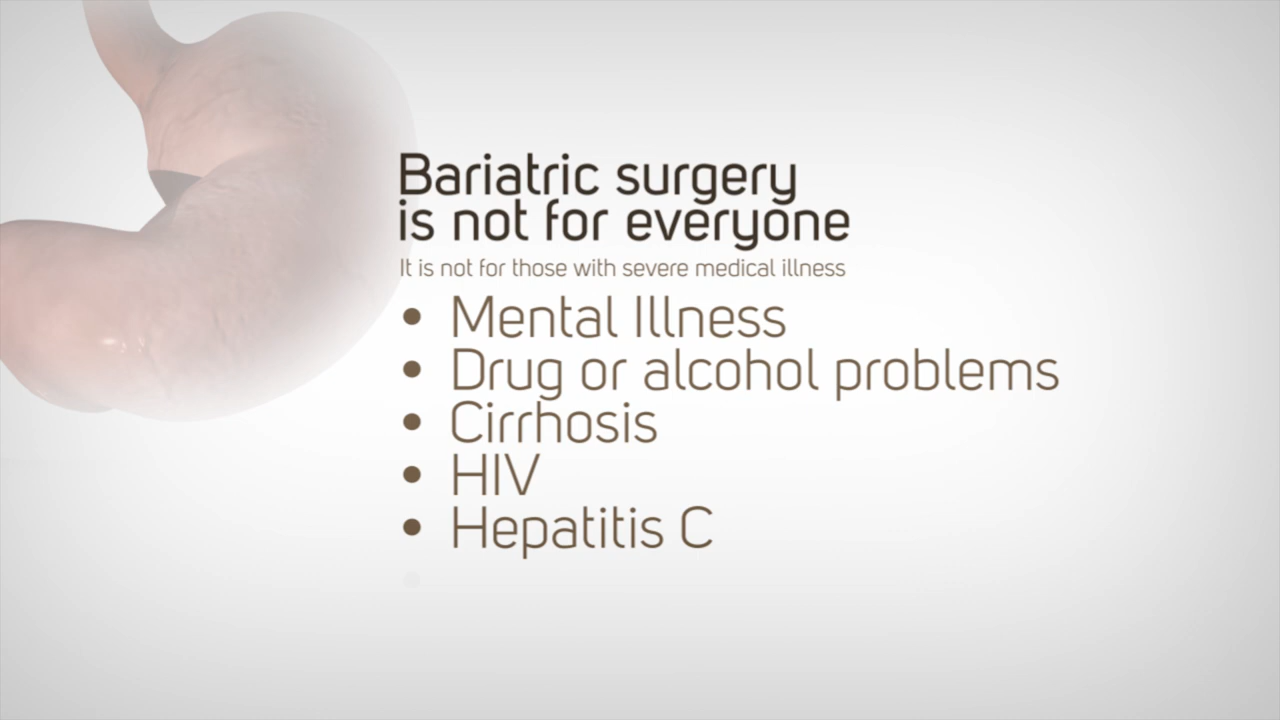 Bariatric surgery
is not for everyone
It is not for those with severe medical illness
• Mental Illness
• Drug or alcohol problems
• Cirrhosis
• HIV
• Hepatitis C